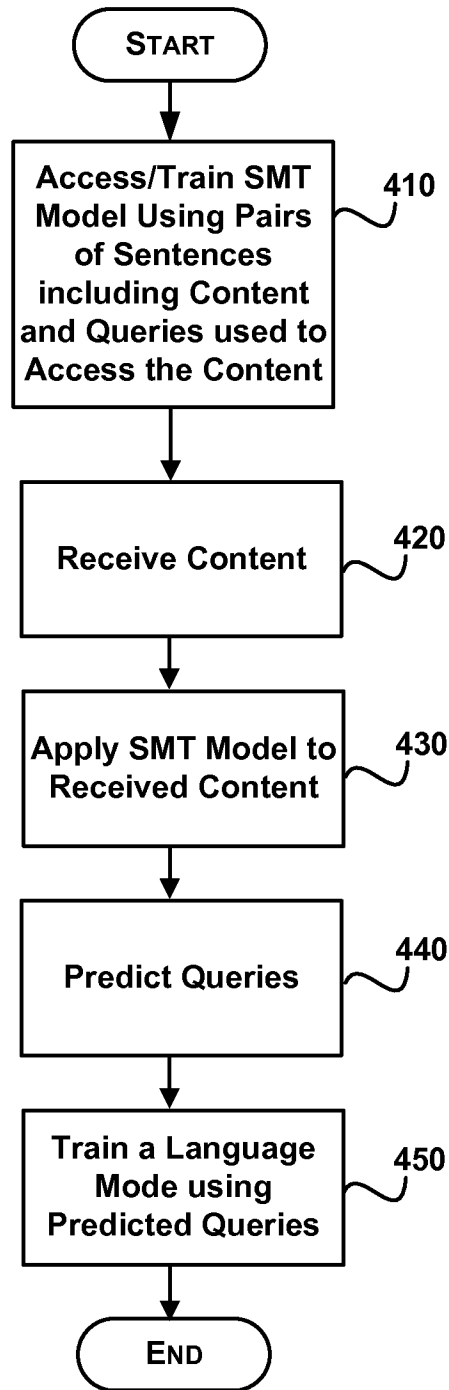 START
Access/Train SMT
Model Using Pairs
of Sentences
including Content
and Queries used to
Access the Content
410
Receive Content
420
Apply SMT Model to
Received Content
430
Predict Queries
440
Train a Language
Mode using
Predicted Queries
450
END